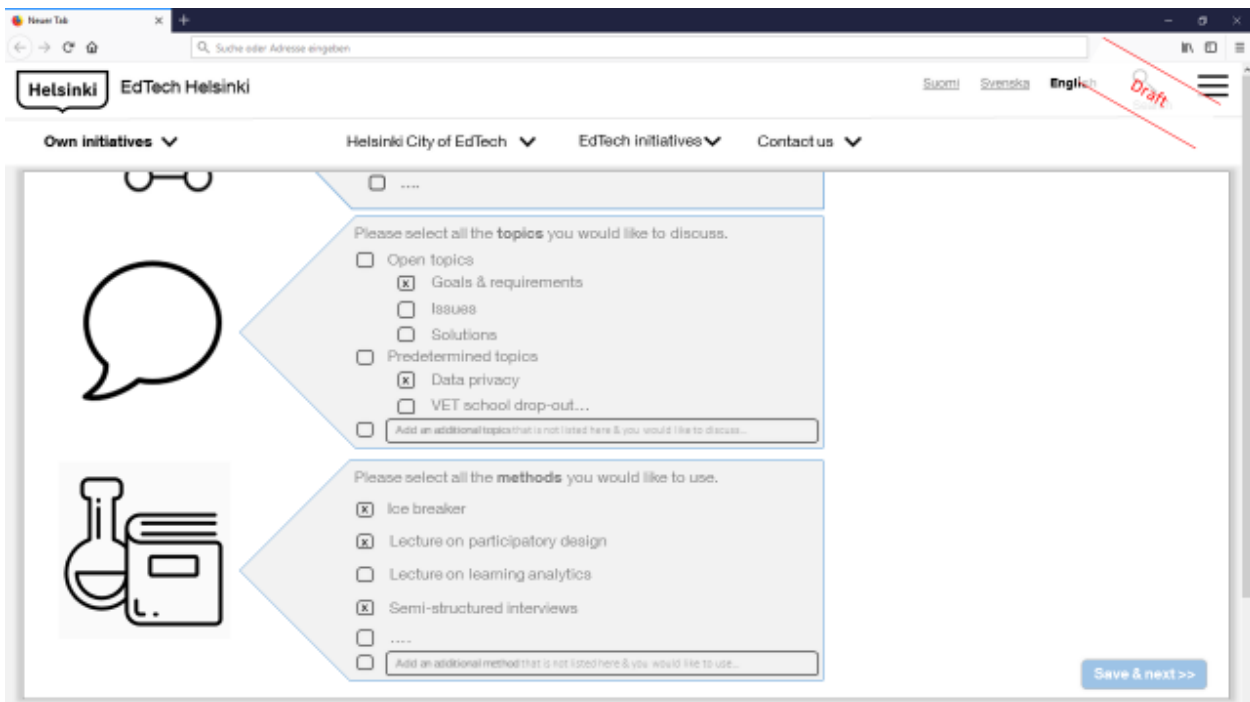 Neuer Tab
Suche oder Adresse eingeben
Helsinki
EdTech Helsinki
Suomi Svenska English
Draft
Own initiatives
Helsinki City of EdTech
EdTech initiatives
Contact us
....
Please select all the topics you would like to discuss.
Open topics
x Goals & requirements
Issues
Solutions
Predetermined topics
x Data privacy
VET school drop-out...
Add an additional topics that is not listed here & you would like to discuss...
Please select all the methods you would like to use.
x Ice breaker
x Lecture on participatory design
Lecture on learning analytics
x Semi-structured interviews
....
Add an additional method that is not listed here & you would like to use...
Save & next >>